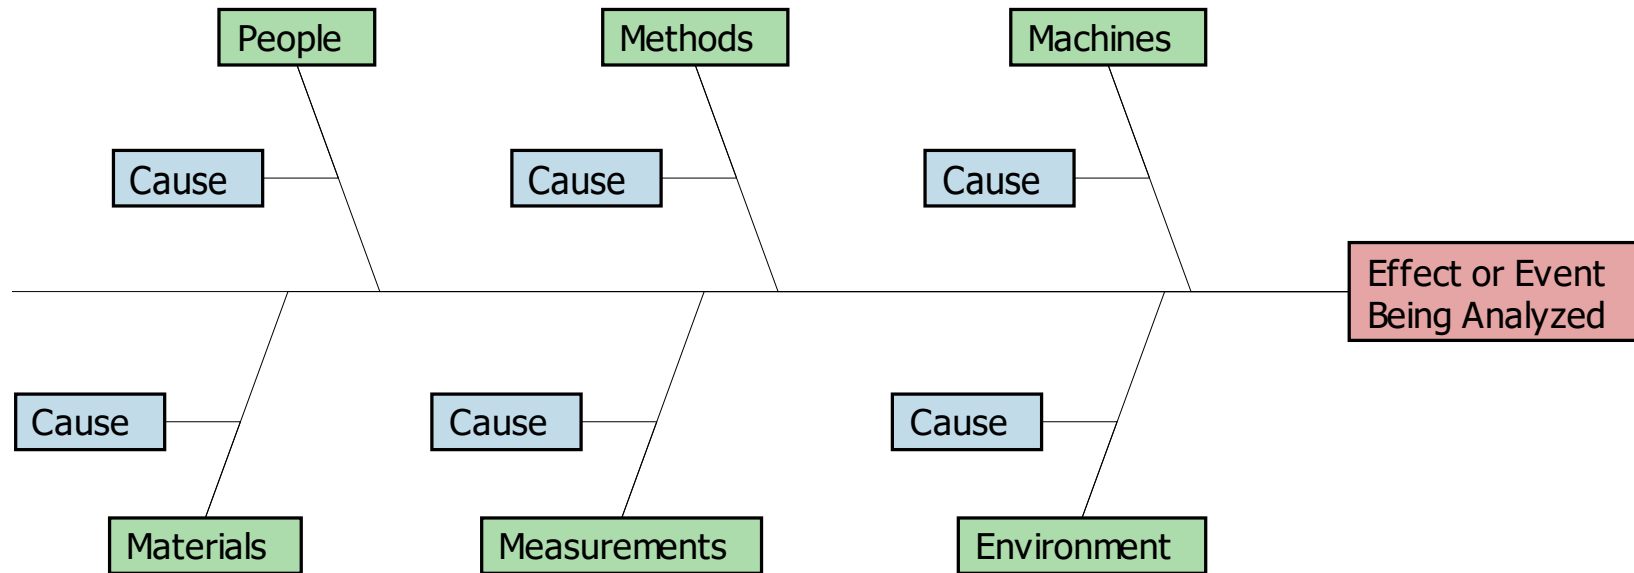 People
Methods
Machines
Cause
Cause
Cause
Effect or Event
Being Analyzed
Cause
Cause
Cause
Materials
Measurements
Environment